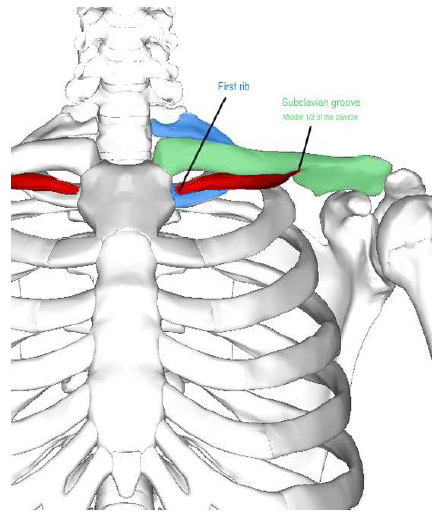 First rib
Subclavian groove
Middle 1/3 of the clavicle